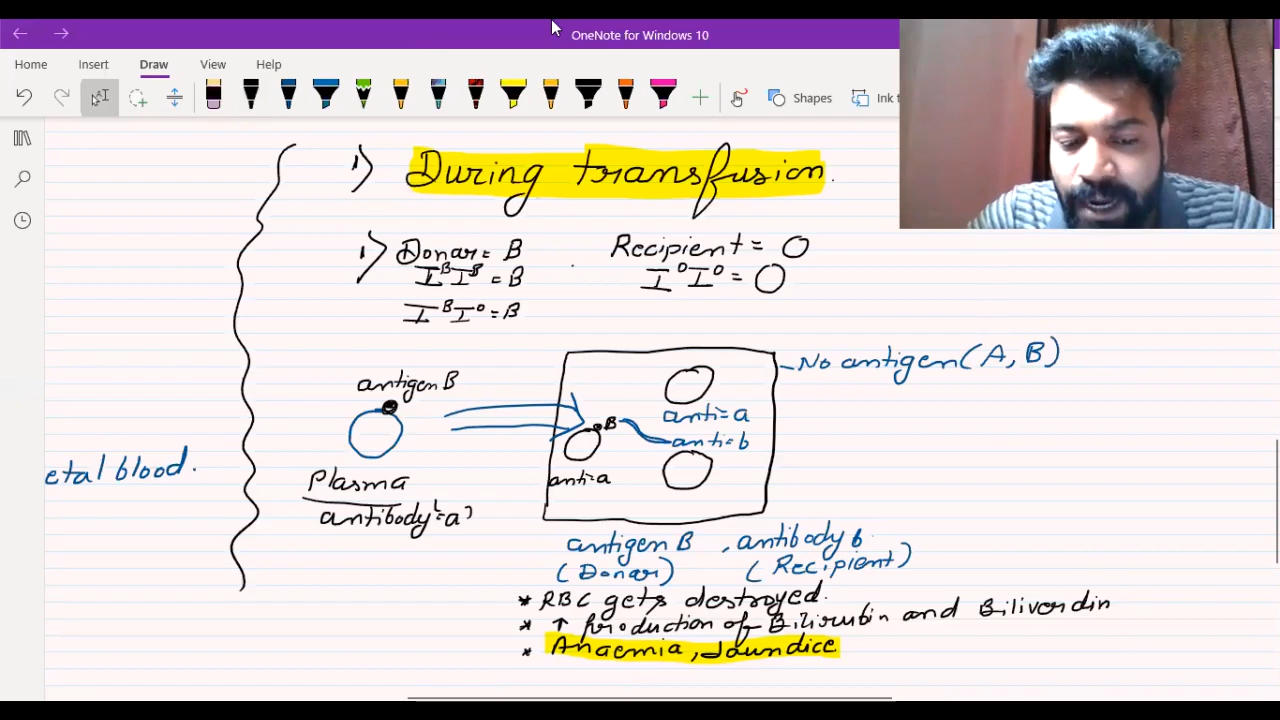 OneNote for Windows 10
Home Insert Draw View Help
Shapes Ink t
1) During transfusion.
1) Donar = B Recipient = O
I^B I^B = B I^O I^O = O
I^B I^O = B
No antigen (A, B)
antigen B
anti = a
B
anti = b
etal blood.
anti = a
Plasma
antibody '= a'
antigen B , antibody b
(Donar) (Recipient)
* RBC gets destroyed.
* ↑ production of Bilirubin and Biliverdin
* Anaemia, Jaundice